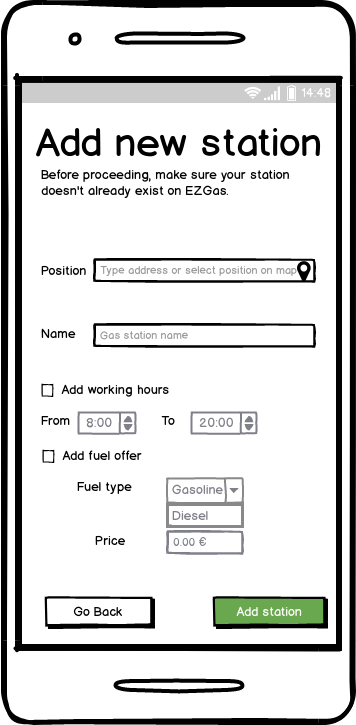 14:48
Add new station
Before proceeding, make sure your station
doesn't already exist on EZGas.
Position Type address or select position on map
Name Gas station name
Add working hours
From 8:00 To 20:00
Add fuel offer
Fuel type Gasoline
Diesel
Price 0.00 €
Go Back Add station